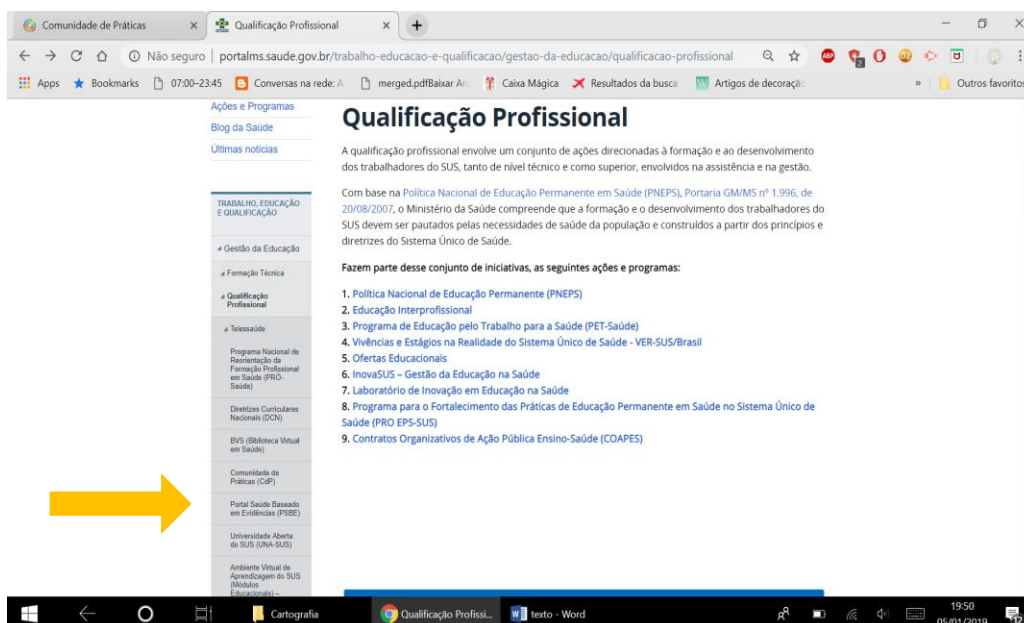 Comunidade de Práticas
Qualificação Profissional
Não seguro | portalms.saude.gov.br/trabalho-educacao-e-qualificacao/gestao-da-educacao/qualificacao-profissional
Apps Bookmarks 07:00–23:45 Conversas na rede: A merged.pdfBaixar Arc Caixa Mágica Resultados da busca Artigos de decoração » Outros favoritos
Ações e Programas
Blog da Saúde
Últimas notícias
TRABALHO, EDUCAÇÃO
E QUALIFICAÇÃO
Gestão da Educação
Formação Técnica
Qualificação
Profissional
Telessaúde
Programa Nacional de
Reorientação da
Formação Profissional
em Saúde (PRÓ-
Saúde)
Diretrizes Curriculares
Nacionais (DCN)
BVS (Biblioteca Virtual
em Saúde)
Comunidade de
Práticas (CdP)
Portal Saúde Baseado
em Evidências (PSBE)
Universidade Aberta
do SUS (UNA-SUS)
Ambiente Virtual de
Aprendizagem do SUS
(Módulos
Educacionais) –
Qualificação Profissional
A qualificação profissional envolve um conjunto de ações direcionadas à formação e ao desenvolvimento
dos trabalhadores do SUS, tanto de nível técnico e como superior, envolvidos na assistência e na gestão.
Com base na Política Nacional de Educação Permanente em Saúde (PNEPS), Portaria GM/MS nº 1.996, de
20/08/2007, o Ministério da Saúde compreende que a formação e o desenvolvimento dos trabalhadores do
SUS devem ser pautados pelas necessidades de saúde da população e construídos a partir dos princípios e
diretrizes do Sistema Único de Saúde.
Fazem parte desse conjunto de iniciativas, as seguintes ações e programas:
1. Política Nacional de Educação Permanente (PNEPS)
2. Educação Interprofissional
3. Programa de Educação pelo Trabalho para a Saúde (PET-Saúde)
4. Vivências e Estágios na Realidade do Sistema Único de Saúde - VER-SUS/Brasil
5. Ofertas Educacionais
6. InovaSUS – Gestão da Educação na Saúde
7. Laboratório de Inovação em Educação na Saúde
8. Programa para o Fortalecimento das Práticas de Educação Permanente em Saúde no Sistema Único de
Saúde (PRO EPS-SUS)
9. Contratos Organizativos de Ação Pública Ensino-Saúde (COAPES)
Cartografia Qualificação Profissi... texto - Word
19:50
05/01/2019